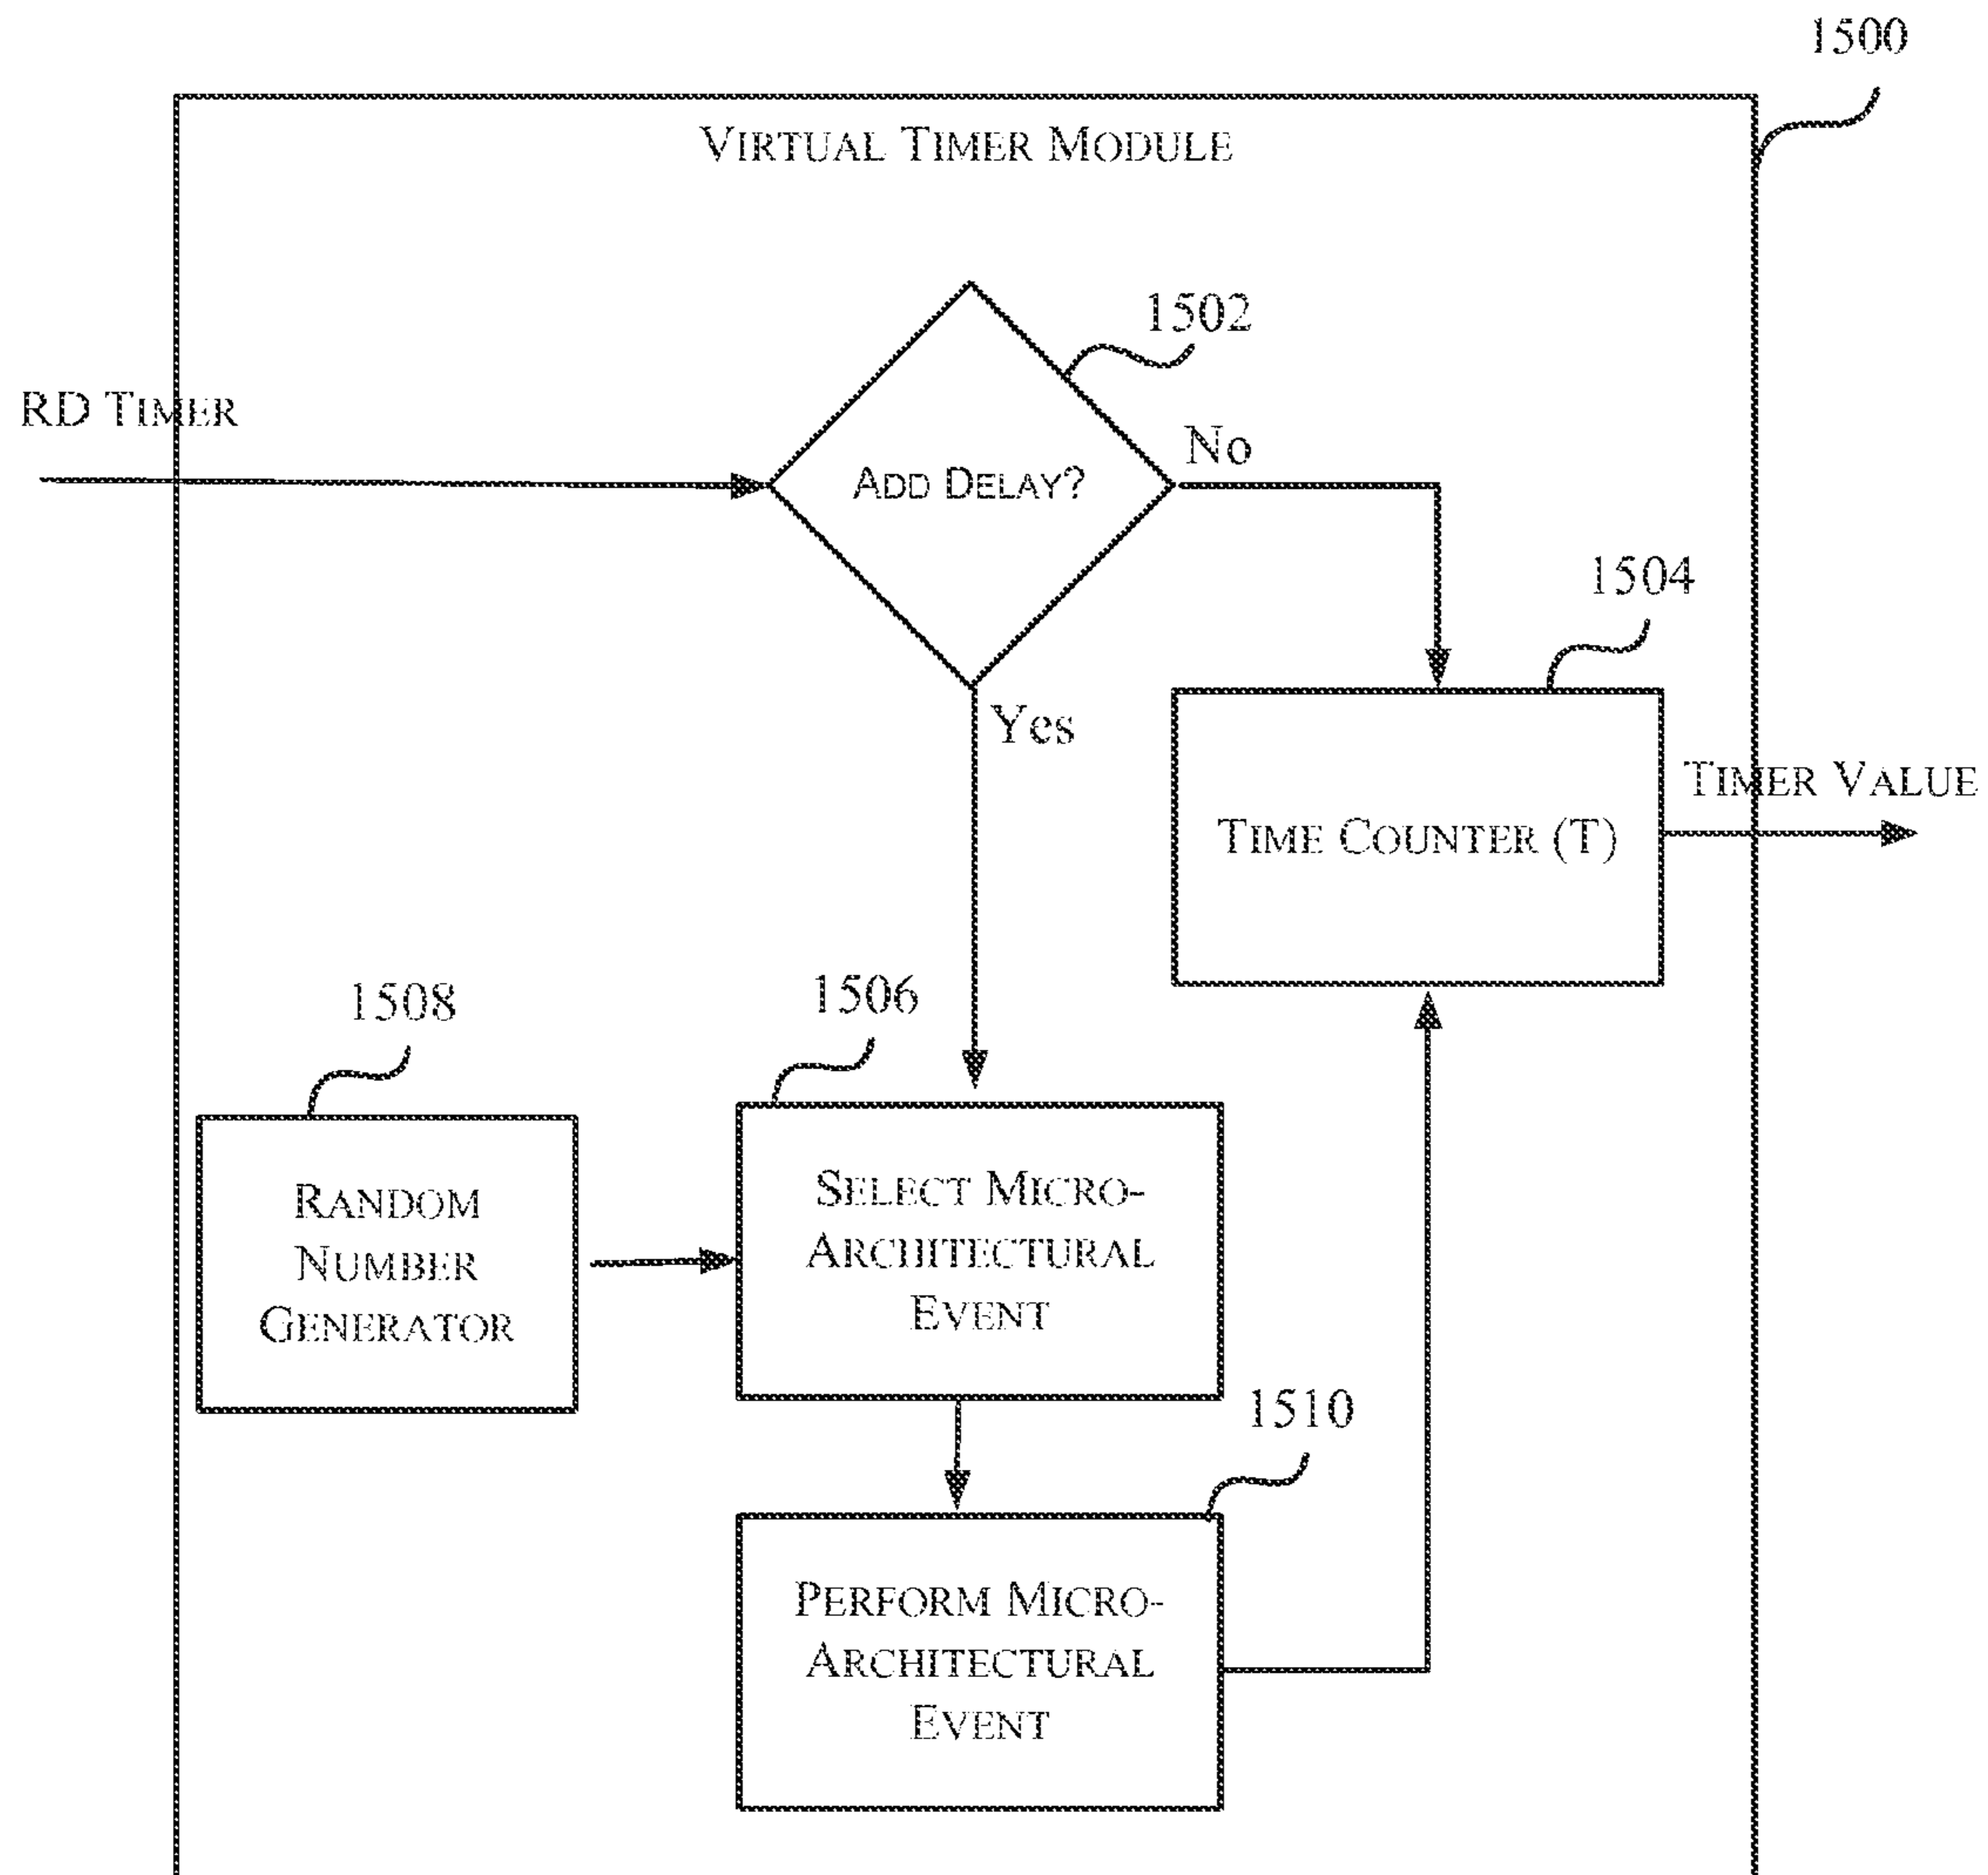 1500
VIRTUAL TIMER MODULE
1502
RD TIMER
No
ADD DELAY?
1504
Yes
TIMER VALUE
TIME COUNTER (T)
1508
1506
RANDOM
NUMBER
GENERATOR
SELECT MICRO-
ARCHITECTURAL
EVENT
1510
PERFORM MICRO-
ARCHITECTURAL
EVENT